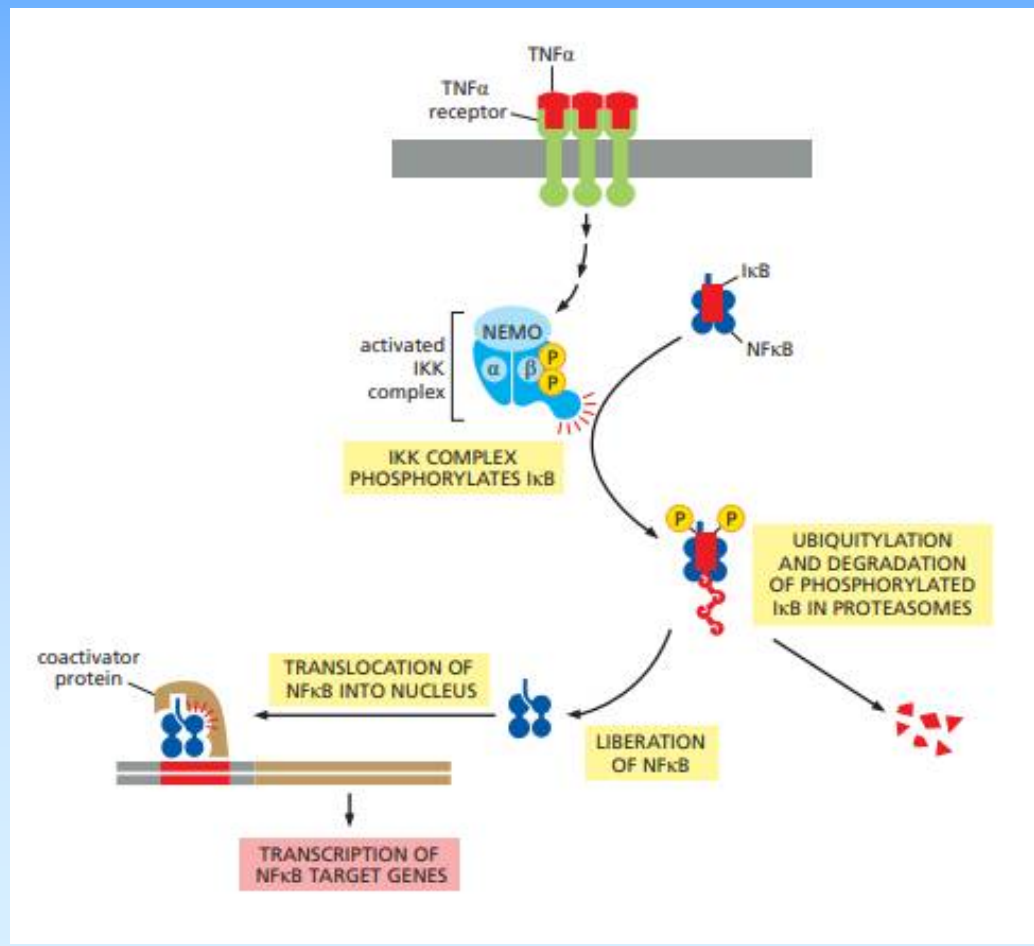 TNFα
TNFα
receptor
IκB
NFκB
activated
IKK
complex
NEMO
α
β
P
P
IKK COMPLEX
PHOSPHORYLATES IκB
P
P
UBIQUITYLATION
AND DEGRADATION
OF PHOSPHORYLATED
IκB IN PROTEASOMES
coactivator
protein
TRANSLOCATION OF
NFκB INTO NUCLEUS
LIBERATION
OF NFκB
TRANSCRIPTION OF
NFκB TARGET GENES